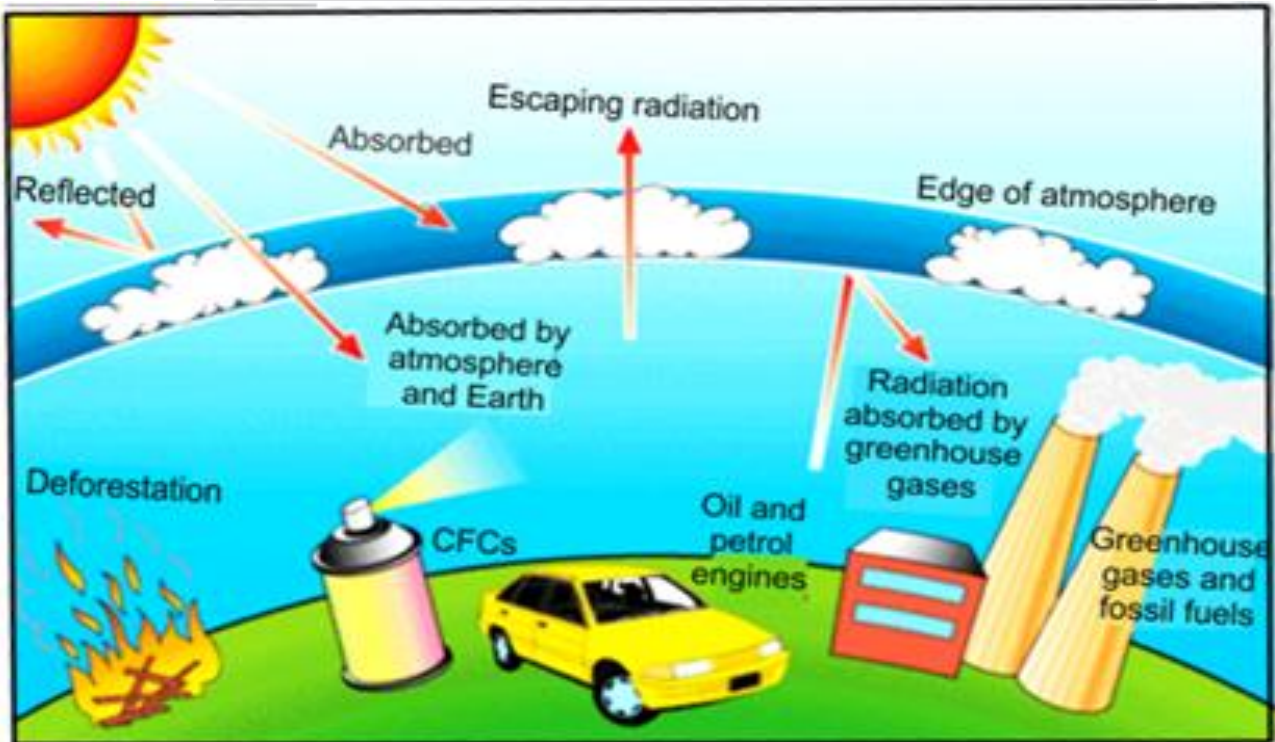 Escaping radiation
Absorbed
Reflected
Edge of atmosphere
Absorbed by
atmosphere
and Earth
Radiation
absorbed by
greenhouse
gases
Deforestation
CFCs
Oil and
petrol
engines
Greenhouse
gases and
fossil fuels